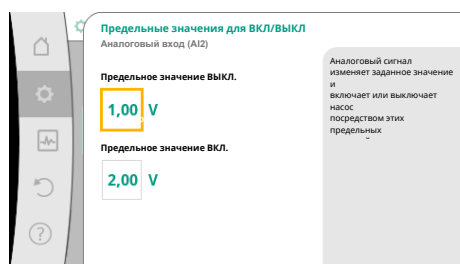 Предельные значения для ВКЛ/ВЫКЛ
Аналоговый вход (AI2)
Предельное значение ВЫКЛ.
1,00 V
Предельное значение ВКЛ.
2,00 V
Аналоговый сигнал
изменяет заданное значение
и
включает или выключает
насос
посредством этих
предельных
?